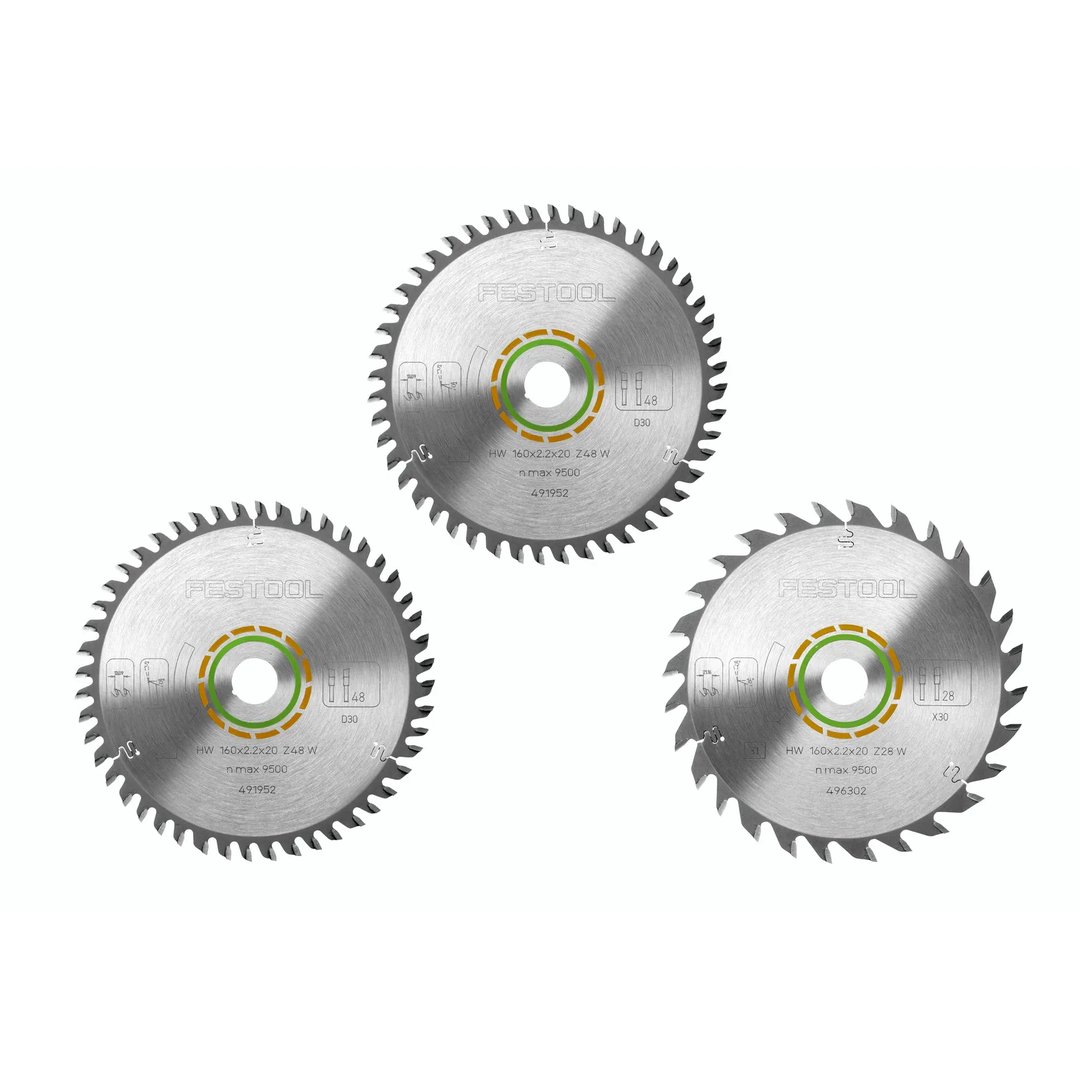 FESTOOL
48
D30
HW 160x2.2x20 Z48 W
n max 9500
491952
FESTOOL
48
D30
HW 160x2.2x20 Z48 W
n max 9500
491952
FESTOOL
28
X30
HW 160x2.2x20 Z28 W
n max 9500
496302